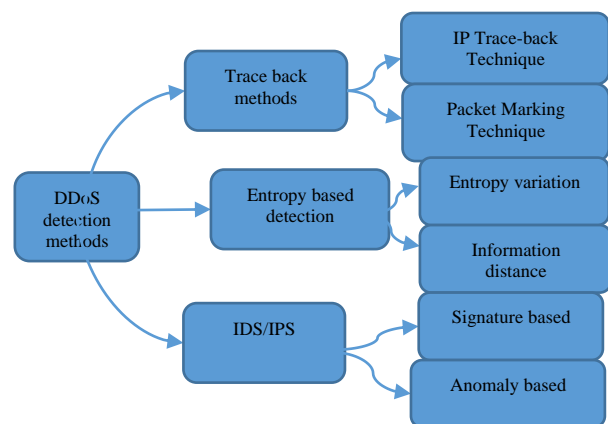 IP Trace-back
Technique
Trace back
methods
Packet Marking
Technique
DDoS
detection
methods
Entropy based
detection
Entropy variation
Information
distance
IDS/IPS
Signature based
Anomaly based